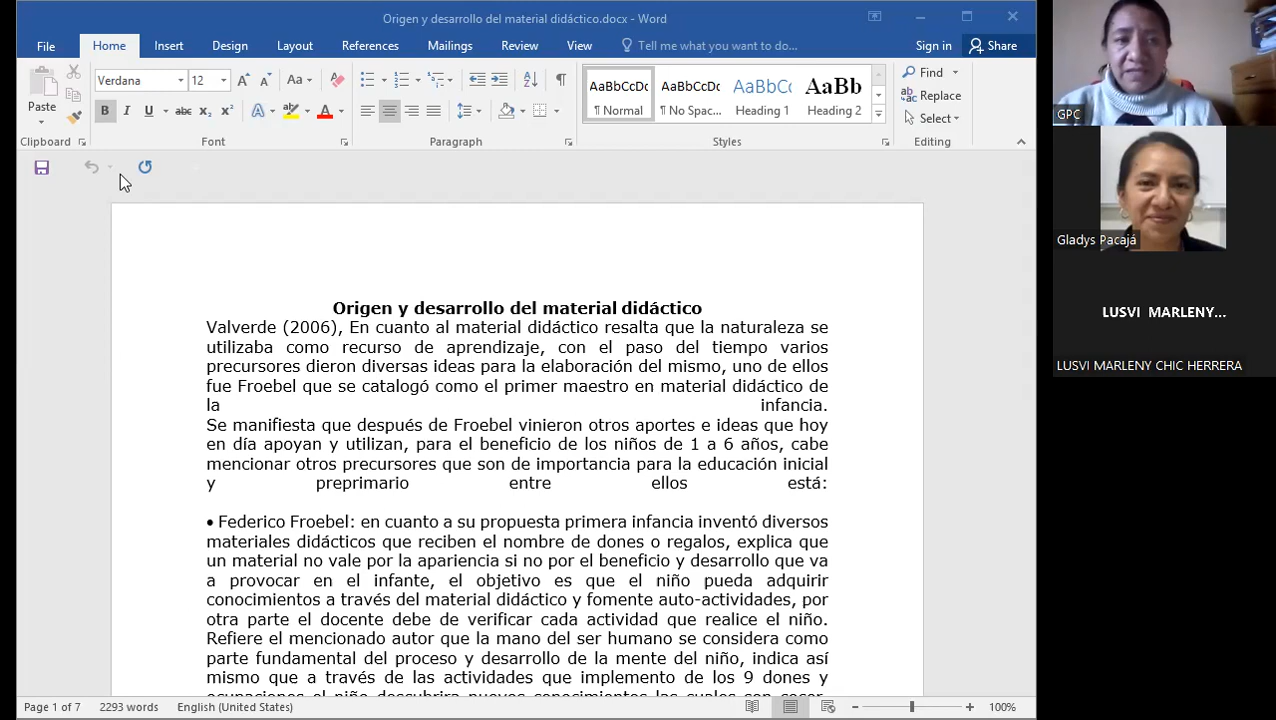 Origen y desarrollo del material didáctico.docx - Word
File Home Insert Design Layout References Mailings Review View Tell me what you want to do... Sign in Share
Paste
Verdana 12
Aa
B I U abc x₂ x² A A
AaBbCcDc AaBbCcDc AaBbCc AaBb
¶ Normal ¶ No Spac... Heading 1 Heading 2
Find
Replace
Select
Clipboard Font Paragraph Styles Editing
Origen y desarrollo del material didáctico
Valverde (2006), En cuanto al material didáctico resalta que la naturaleza se
utilizaba como recurso de aprendizaje, con el paso del tiempo varios
precursores dieron diversas ideas para la elaboración del mismo, uno de ellos
fue Froebel que se catalogó como el primer maestro en material didáctico de
la infancia.
Se manifiesta que después de Froebel vinieron otros aportes e ideas que hoy
en día apoyan y utilizan, para el beneficio de los niños de 1 a 6 años, cabe
mencionar otros precursores que son de importancia para la educación inicial
y preprimario entre ellos está:
• Federico Froebel: en cuanto a su propuesta primera infancia inventó diversos
materiales didácticos que reciben el nombre de dones o regalos, explica que
un material no vale por la apariencia si no por el beneficio y desarrollo que va
a provocar en el infante, el objetivo es que el niño pueda adquirir
conocimientos a través del material didáctico y fomente auto-actividades, por
otra parte el docente debe de verificar cada actividad que realice el niño.
Refiere el mencionado autor que la mano del ser humano se considera como
parte fundamental del proceso y desarrollo de la mente del niño, indica así
mismo que a través de las actividades que implemento de los 9 dones y
Page 1 of 7 2293 words English (United States) 100%
GPC
Gladys Pacajá
LUSVI MARLENY...
LUSVI MARLENY CHIC HERRERA